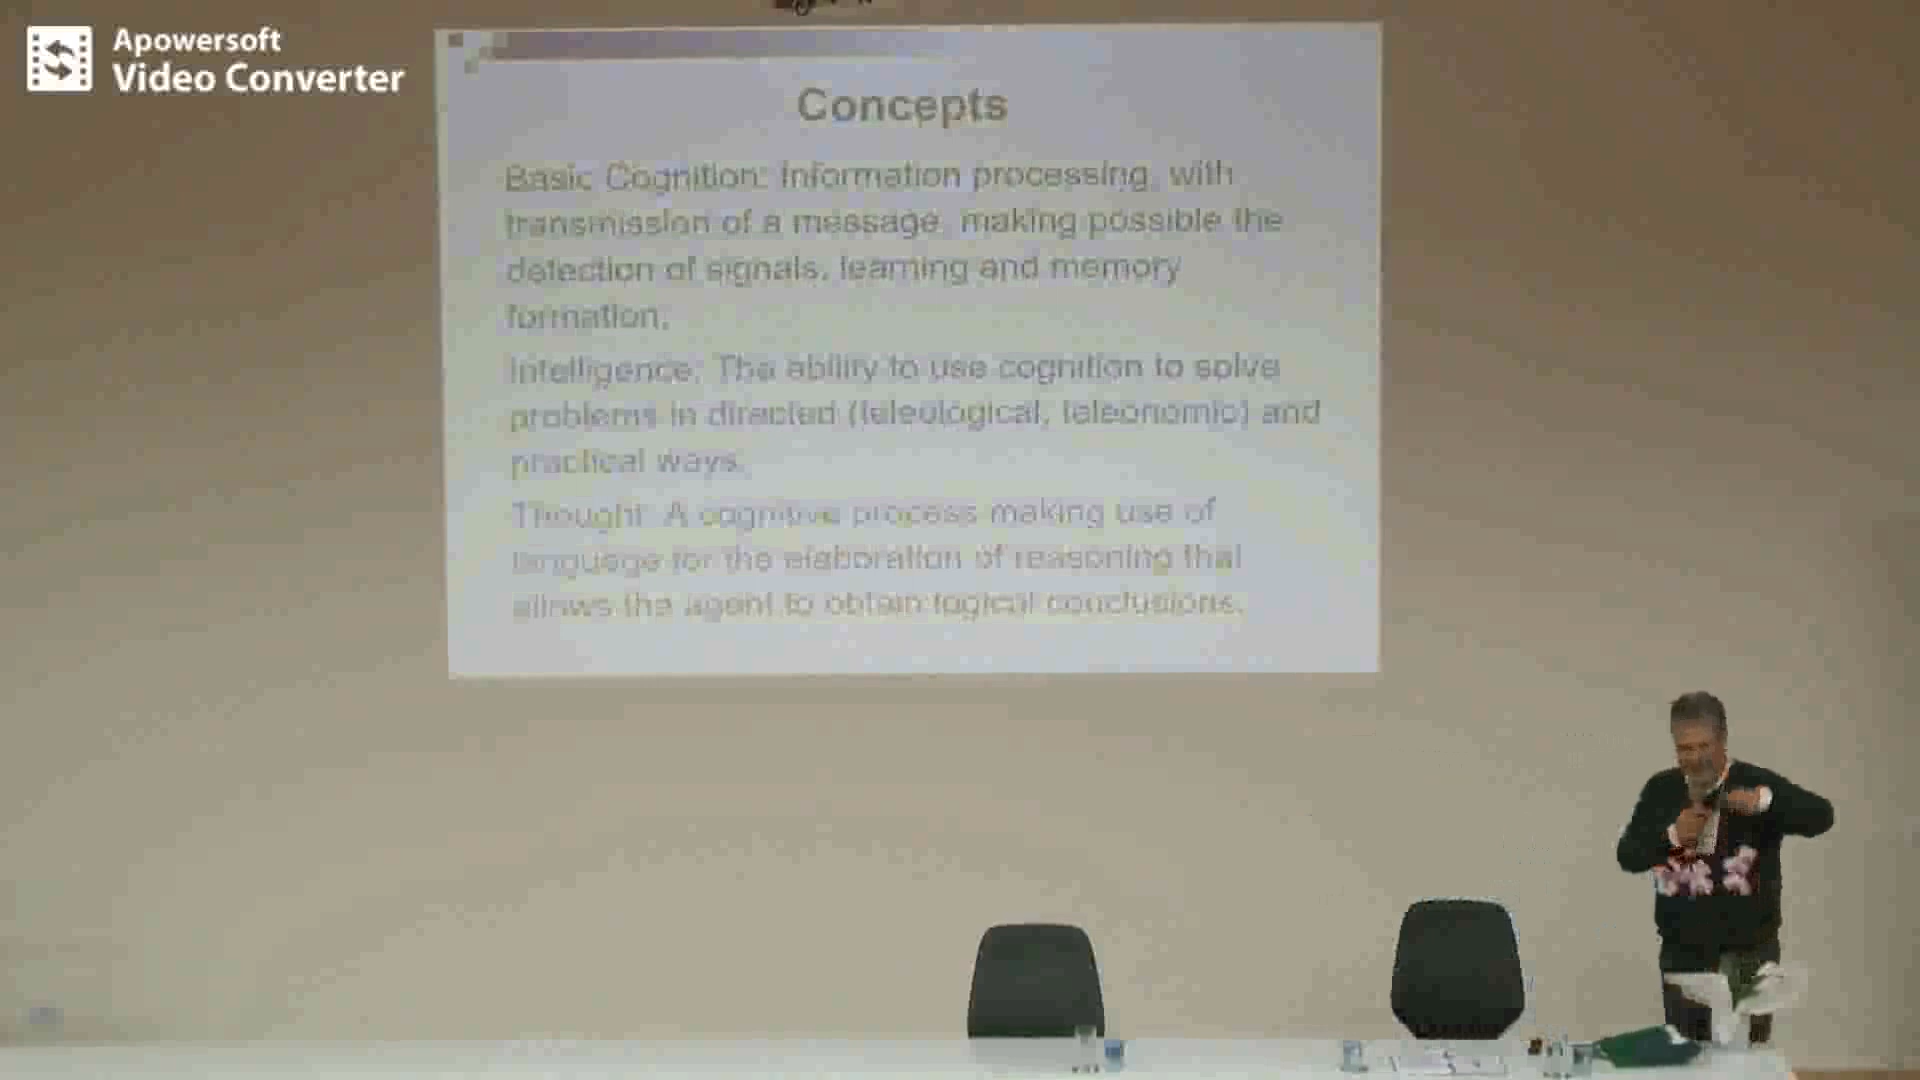 Apowersoft
Video Converter
Concepts
Basic Cognition: Information processing, with
transmission of a message, making possible the
detection of signals, learning and memory
formation.
Intelligence: The ability to use cognition to solve
problems in directed (teleological, teleonomic) and
practical ways.
Thought: A cognitive process making use of
language for the elaboration of reasoning that
allows the agent to obtain logical conclusions.